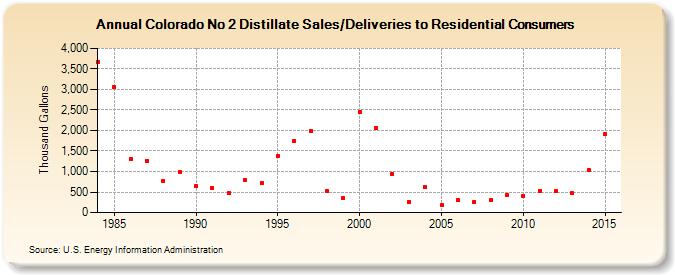 Annual Colorado No 2 Distillate Sales/Deliveries to Residential Consumers
Thousand Gallons
4,000
3,500
3,000
2,500
2,000
1,500
1,000
500
0
1985 1990 1995 2000 2005 2010 2015
Source: U.S. Energy Information Administration